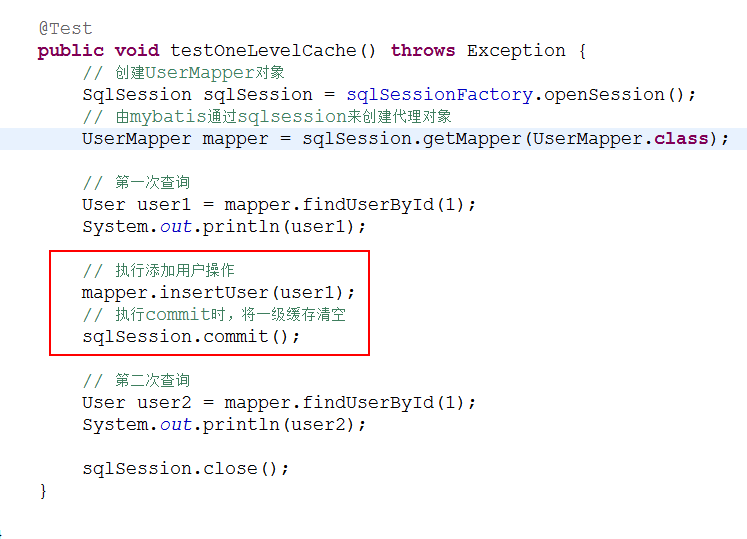 @Test
public void testOneLevelCache() throws Exception {
// 创建UserMapper对象
SqlSession sqlSession = sqlSessionFactory.openSession();
// 由mybatis通过sqlsession来创建代理对象
UserMapper mapper = sqlSession.getMapper(UserMapper.class);
// 第一次查询
User user1 = mapper.findUserById(1);
System.out.println(user1);
// 执行添加用户操作
mapper.insertUser(user1);
// 执行commit时，将一级缓存清空
sqlSession.commit();
// 第二次查询
User user2 = mapper.findUserById(1);
System.out.println(user2);
sqlSession.close();
}